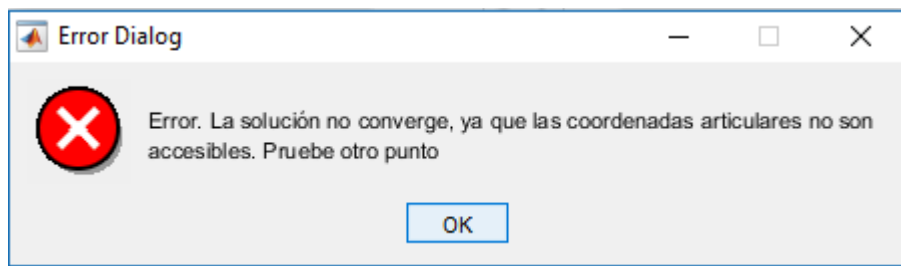 Error Dialog
Error. La solución no converge, ya que las coordenadas articulares no son
accesibles. Pruebe otro punto
OK